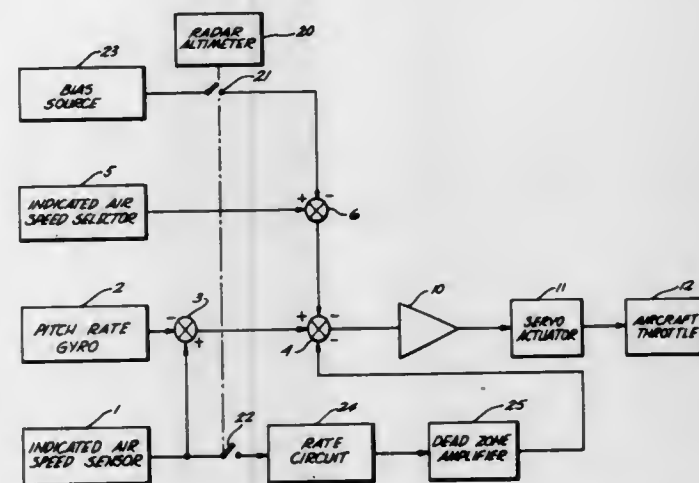 RADAR
ALTIMETER
20
23
BIAS
SOURCE
21
5
INDICATED AIR
SPEED SELECTOR
+
-
6
2
PITCH RATE
GYRO
-
3
+
+
-
4
-
10
11
SERVO
ACTUATOR
12
AIRCRAFT
THROTTLE
1
INDICATED AIR
SPEED SENSOR
22
24
RATE
CIRCUIT
25
DEAD ZONE
AMPLIFIER